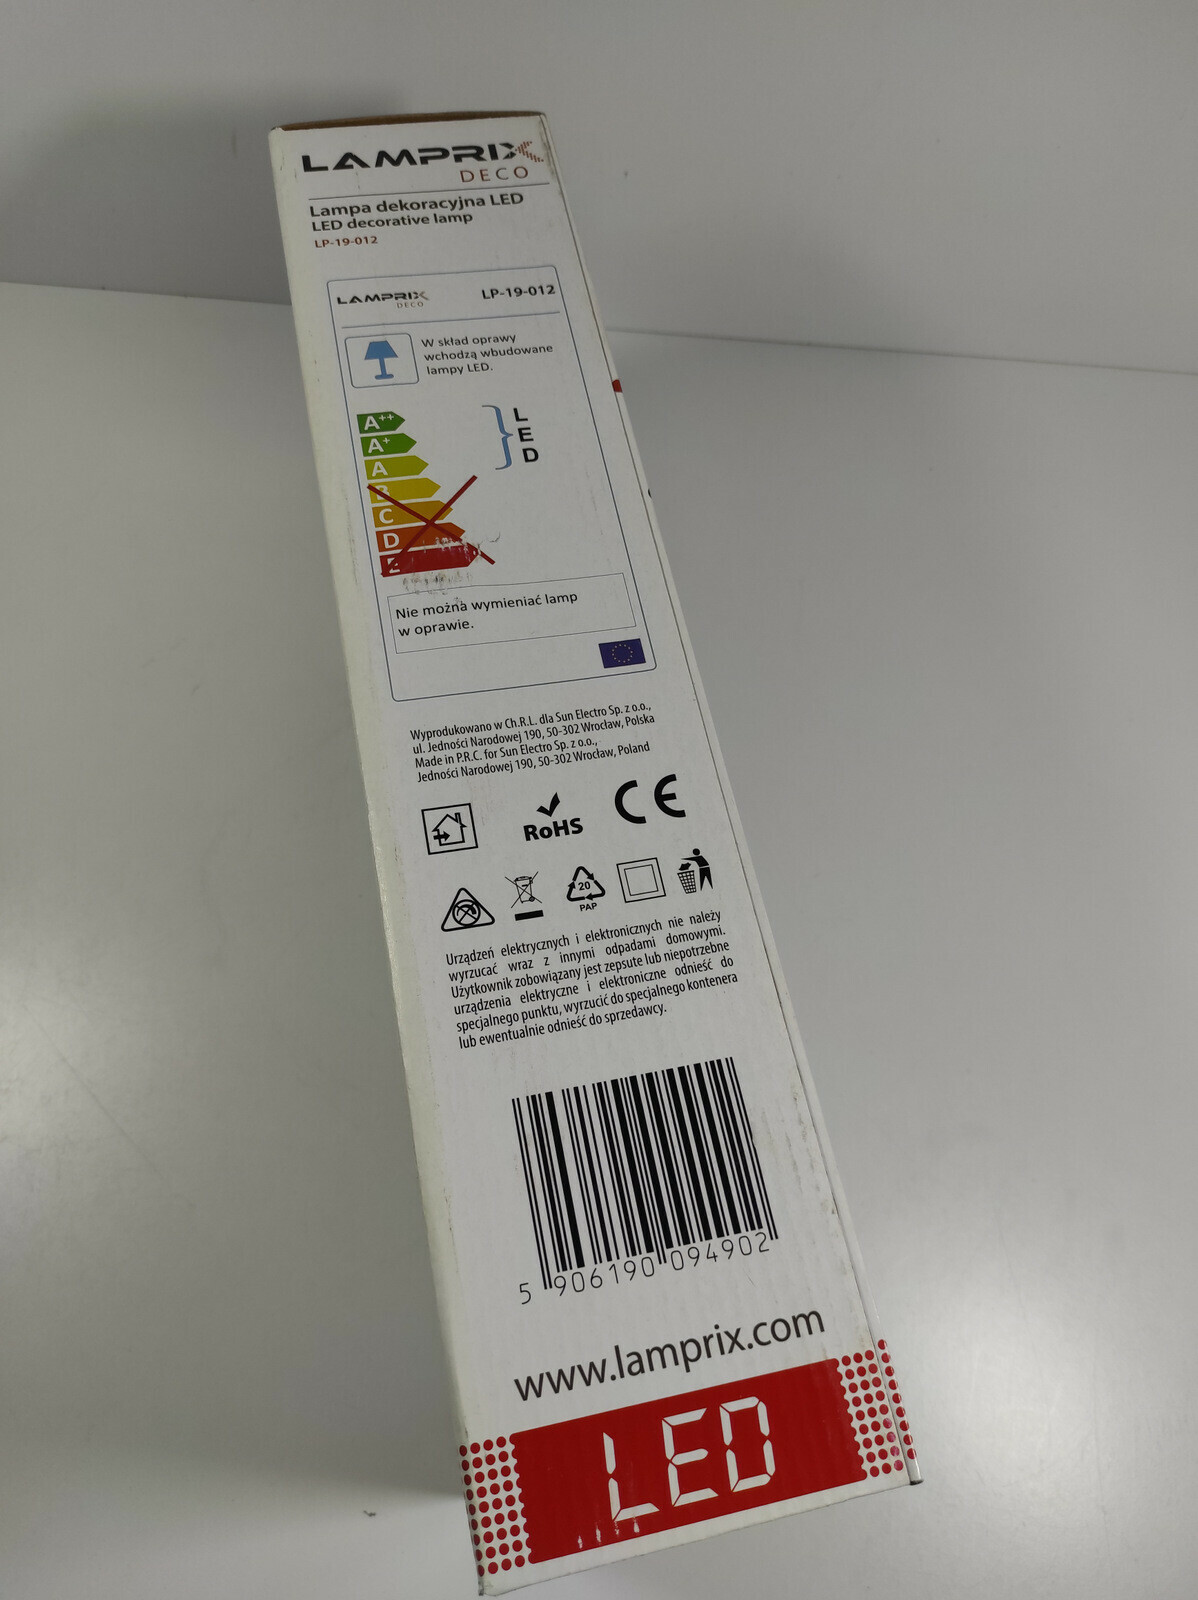 LAMPRIX
DECO
Lampa dekoracyjna LED
LED decorative lamp
LP-19-012
LAMPRIX
DECO
LP-19-012
W skład oprawy
wchodzą wbudowane
lampy LED.
A++
A+
A
B
C
D
E
L
E
D
Nie można wymieniać lamp
w oprawie.
Wyprodukowano w Ch.R.L. dla Sun Electro Sp. z o.o.,
ul. Jedności Narodowej 190, 50-302 Wrocław, Polska
Made in P.R.C. for Sun Electro Sp. z o.o.,
Jedności Narodowej 190, 50-302 Wrocław, Poland
RoHS
CE
20
PAP
Urządzeń elektrycznych i elektronicznych nie należy
wyrzucać wraz z innymi odpadami domowymi.
Użytkownik zobowiązany jest zepsute lub niepotrzebne
urządzenia elektryczne i elektroniczne odnieść do
specjalnego punktu, wyrzucić do specjalnego kontenera
lub ewentualnie odnieść do sprzedawcy.
5 906190 094902
www.lamprix.com
LED